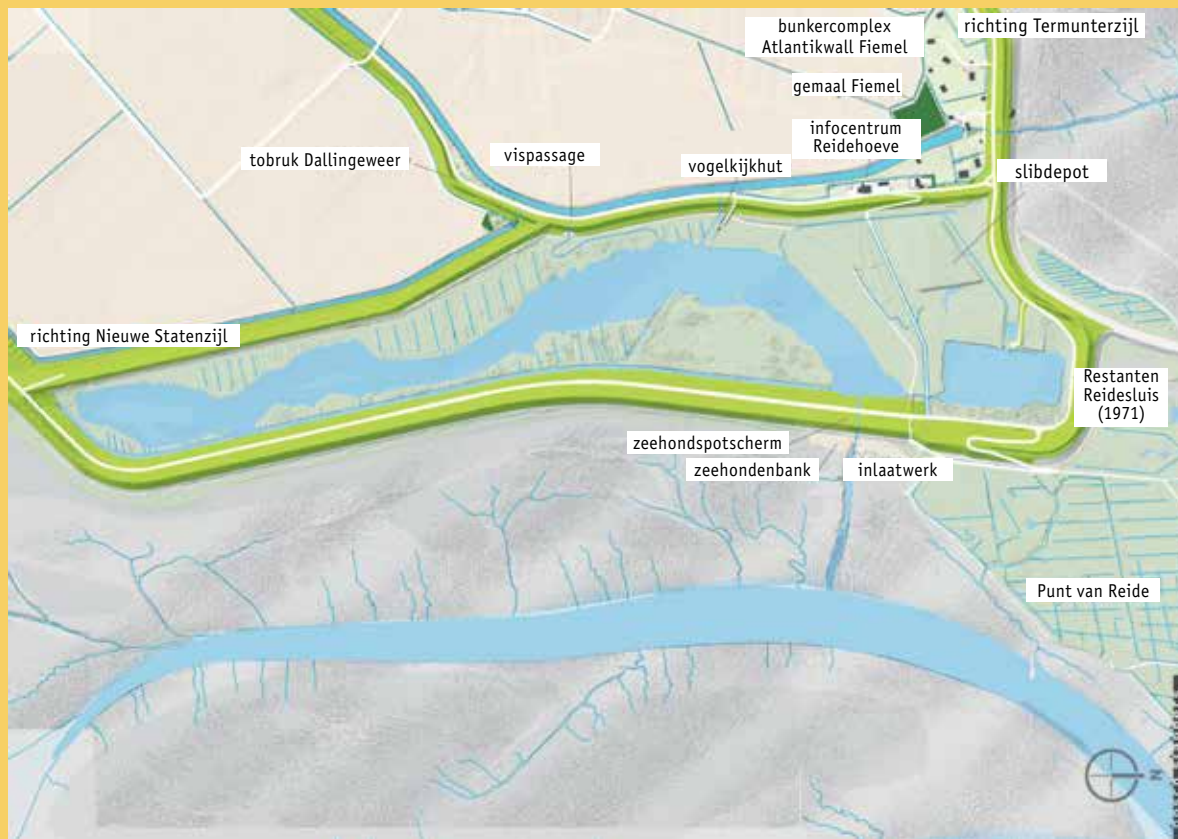 bunkercomplex
Atlantikwall Fiemel
richting Termunterzijl
gemaal Fiemel
infocentrum
Reidehoeve
tobruk Dallingeweer
vispassage
vogelkijkhut
slibdepot
richting Nieuwe Statenzijl
Restanten
Reidesluis
(1971)
zeehondspotscherm
zeehondenbank
inlaatwerk
Punt van Reide
N